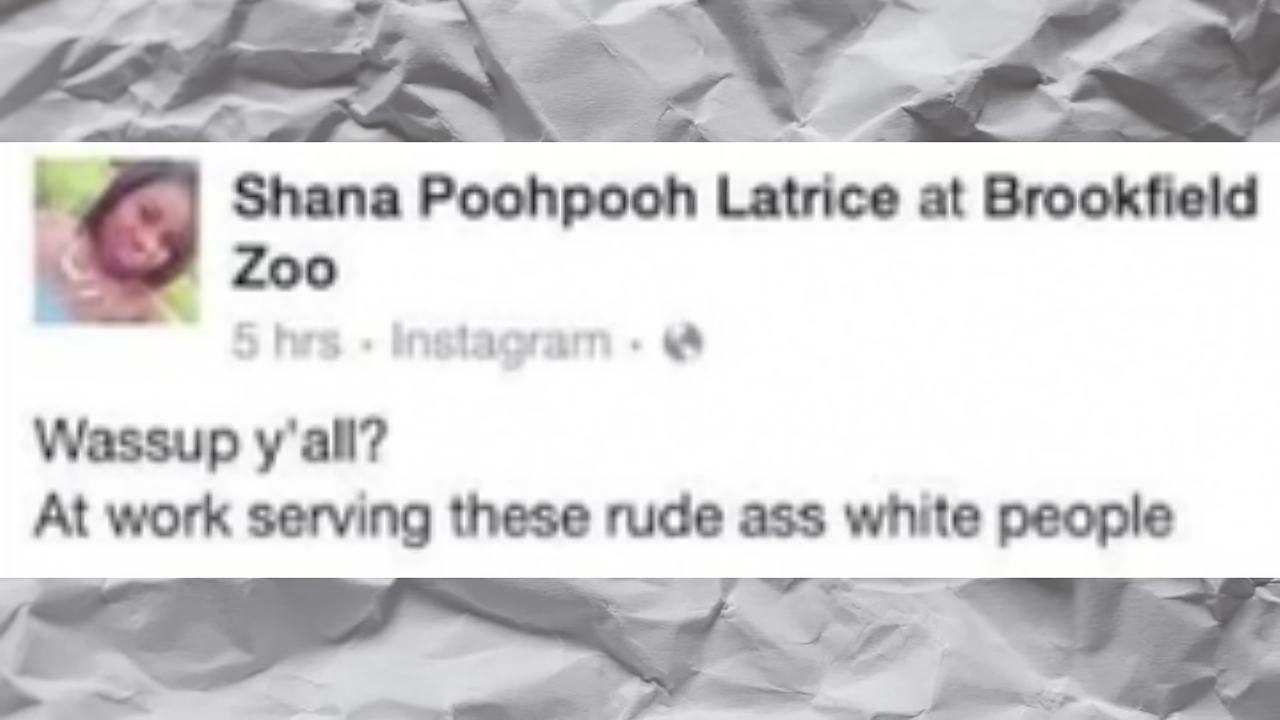 Shana Poohpooh Latrice at Brookfield
Zoo
5 hrs · Instagram ·
Wassup y'all?
At work serving these rude ass white people